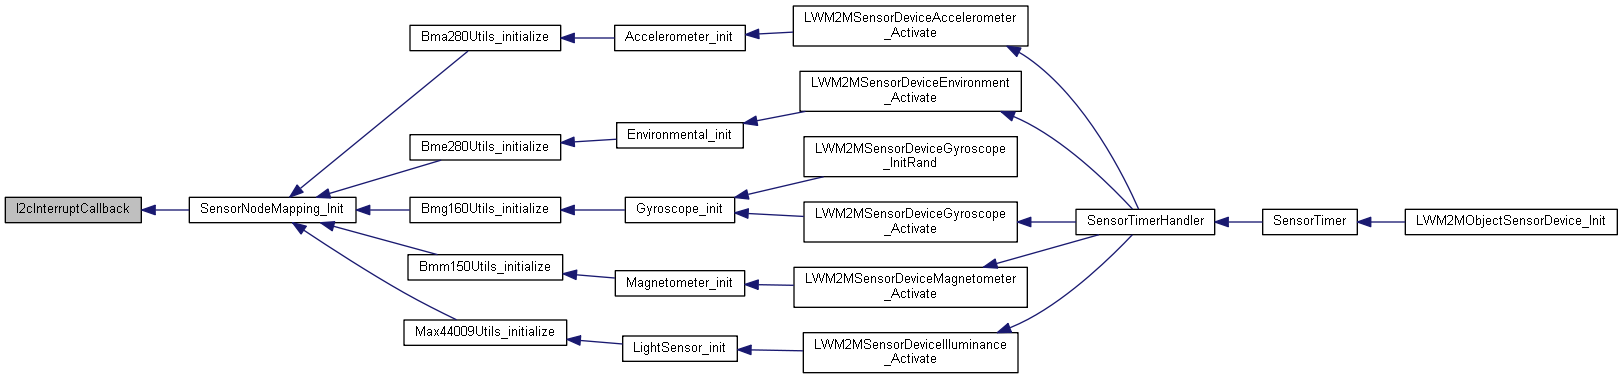 I2cInterruptCallback
SensorNodeMapping_Init
Bma280Utils_initialize
Accelerometer_init
LWM2MSensorDeviceAccelerometer
_Activate
Bme280Utils_initialize
Environmental_init
LWM2MSensorDeviceEnvironment
_Activate
Bmg160Utils_initialize
Gyroscope_init
LWM2MSensorDeviceGyroscope
_InitRand
LWM2MSensorDeviceGyroscope
_Activate
Bmm150Utils_initialize
Magnetometer_init
LWM2MSensorDeviceMagnetometer
_Activate
Max44009Utils_initialize
LightSensor_init
LWM2MSensorDeviceIlluminance
_Activate
SensorTimerHandler
SensorTimer
LWM2MObjectSensorDevice_Init